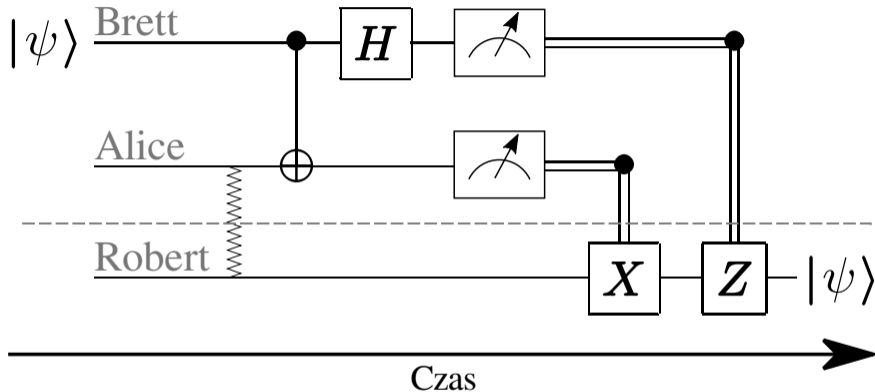 Brett
|ψ⟩
H
Alice
Robert
X
Z
|ψ⟩
Czas